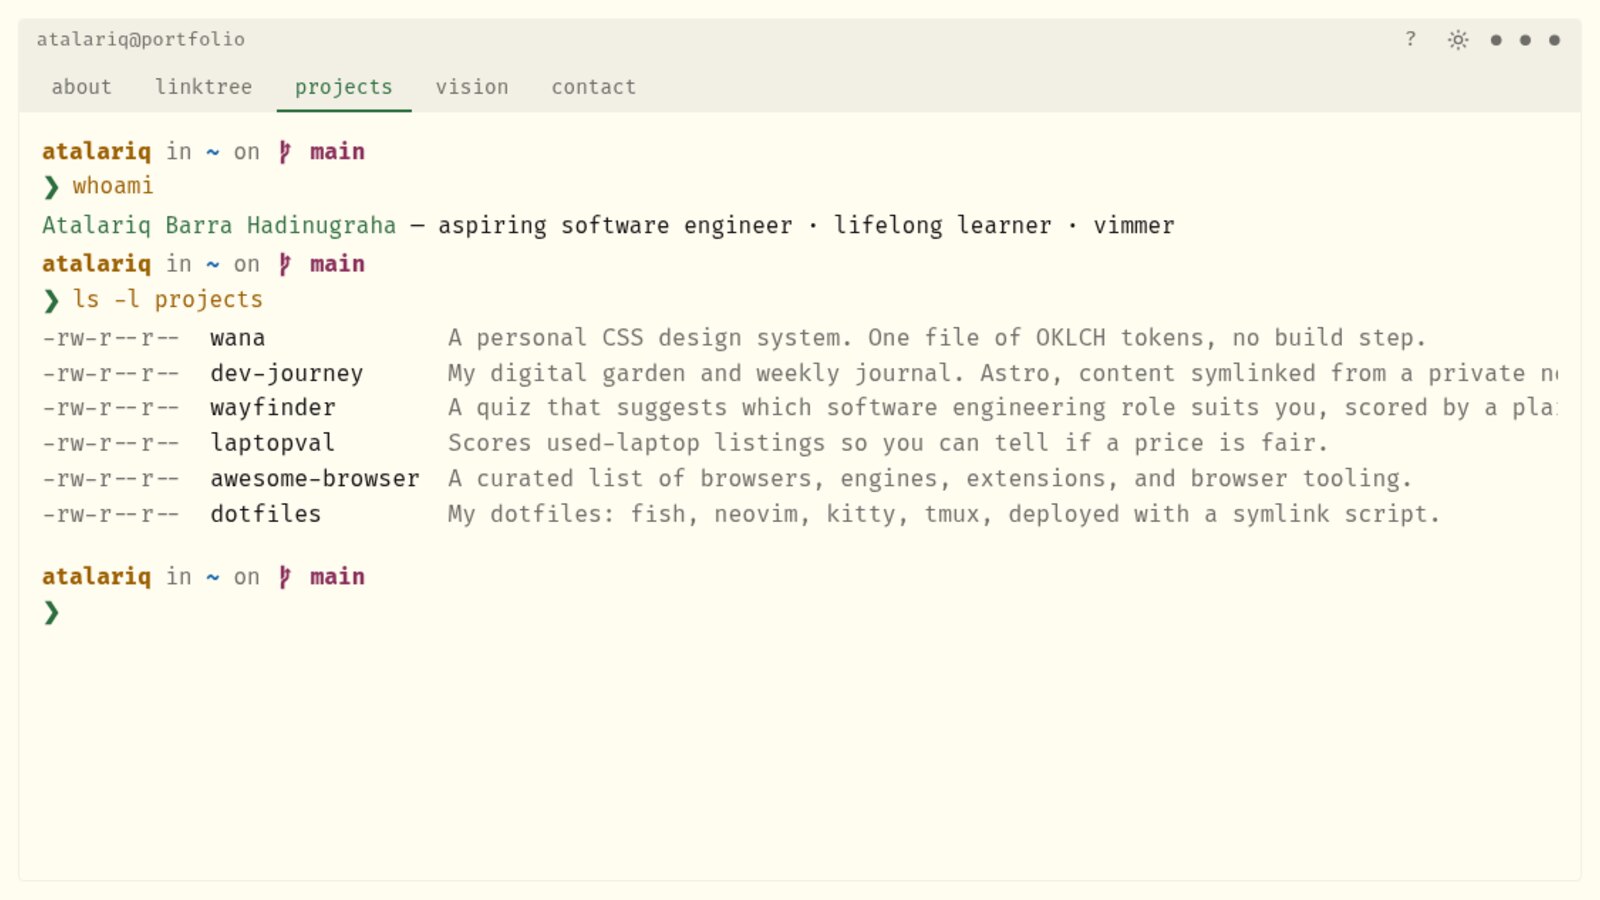 atalariq@portfolio ?
about linktree projects vision contact
atalariq in ~ on main
❯ whoami
Atalariq Barra Hadinugraha — aspiring software engineer · lifelong learner · vimmer
atalariq in ~ on main
❯ ls -l projects
-rw-r--r-- wana A personal CSS design system. One file of OKLCH tokens, no build step.
-rw-r--r-- dev-journey My digital garden and weekly journal. Astro, content symlinked from a private
-rw-r--r-- wayfinder A quiz that suggests which software engineering role suits you, scored by a
-rw-r--r-- laptopval Scores used-laptop listings so you can tell if a price is fair.
-rw-r--r-- awesome-browser A curated list of browsers, engines, extensions, and browser tooling.
-rw-r--r-- dotfiles My dotfiles: fish, neovim, kitty, tmux, deployed with a symlink script.
atalariq in ~ on main
❯